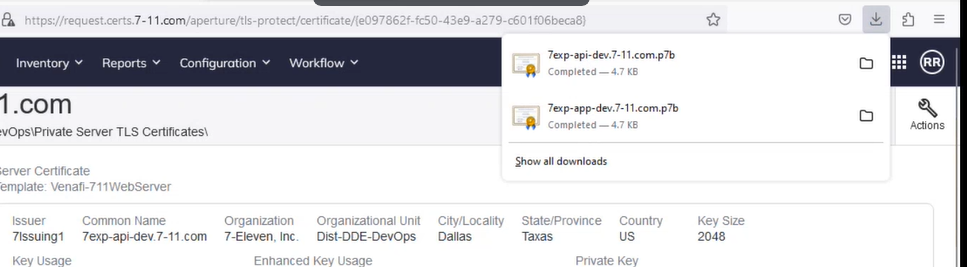 https://request.certs.7-11.com/aperture/tls-protect/certificate/{e097862f-fc50-43e9-a279-c601f06beca8}
Inventory Reports Configuration Workflow
RR
7exp-api-dev.7-11.com.p7b
Completed — 4.7 KB
7exp-app-dev.7-11.com.p7b
Completed — 4.7 KB
Show all downloads
1.com
evOps\Private Server TLS Certificates\
Actions
Server Certificate
Template: Venafi-711WebServer
Issuer Common Name Organization Organizational Unit City/Locality State/Province Country Key Size
7Issuing1 7exp-api-dev.7-11.com 7-Eleven, Inc. Dist-DDE-DevOps Dallas Taxas US 2048
Key Usage Enhanced Key Usage Private Key